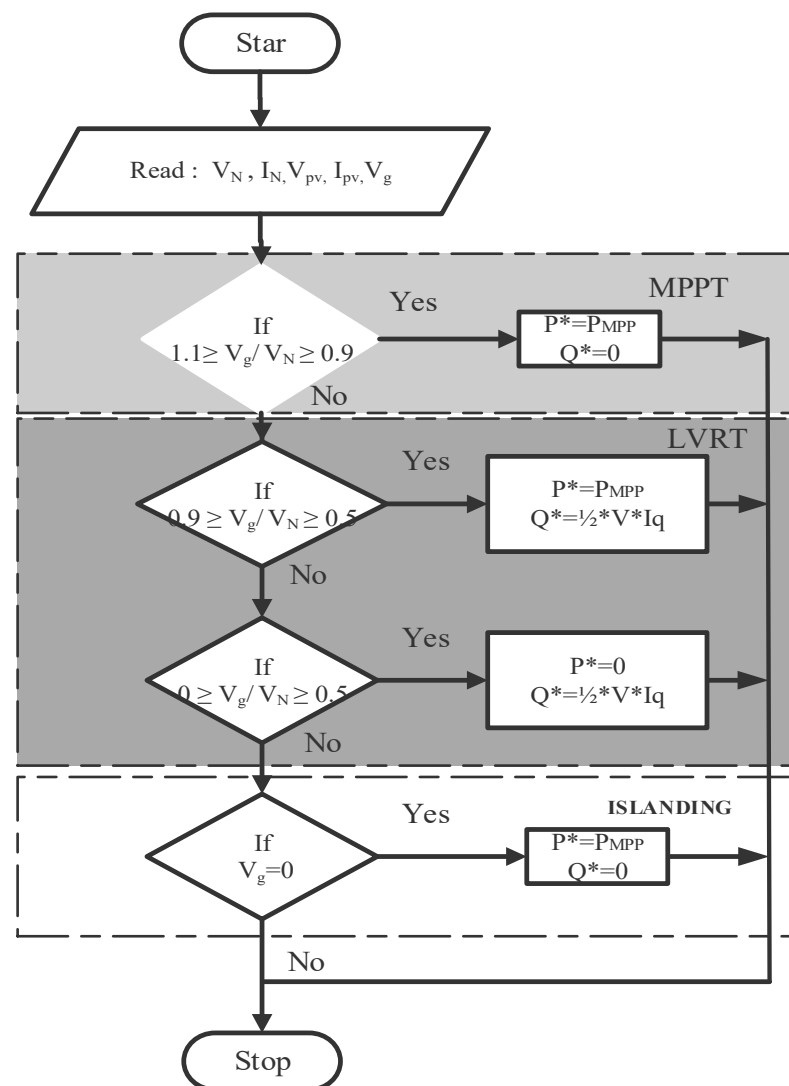 Star
Read : V_N , I_N, V_pv, I_pv, V_g
MPPT
If
1.1≥ V_g/ V_N ≥ 0.9
Yes
P*=P_MPP
Q*=0
No
LVRT
If
0.9 ≥ V_g/ V_N ≥ 0.5
Yes
P*=P_MPP
Q*=½*V*Iq
No
If
0 ≥ V_g/ V_N ≥ 0.5
Yes
P*=0
Q*=½*V*Iq
No
ISLANDING
If
V_g=0
Yes
P*=P_MPP
Q*=0
No
Stop